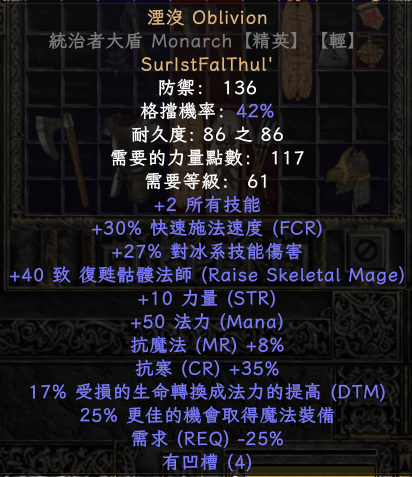 湮沒 Oblivion
統治者大盾 Monarch【精英】【輕】
SurIstFalThul'
防禦： 136
格擋機率：42%
耐久度：86 之 86
需要的力量點數： 117
需要等級： 61
+2 所有技能
+30% 快速施法速度 (FCR)
+27% 對冰系技能傷害
+40 致 復甦骷髏法師 (Raise Skeletal Mage)
+10 力量 (STR)
+50 法力 (Mana)
抗魔法 (MR) +8%
抗寒 (CR) +35%
17% 受損的生命轉換成法力的提高 (DTM)
25% 更佳的機會取得魔法裝備
需求 (REQ) -25%
有凹槽 (4)